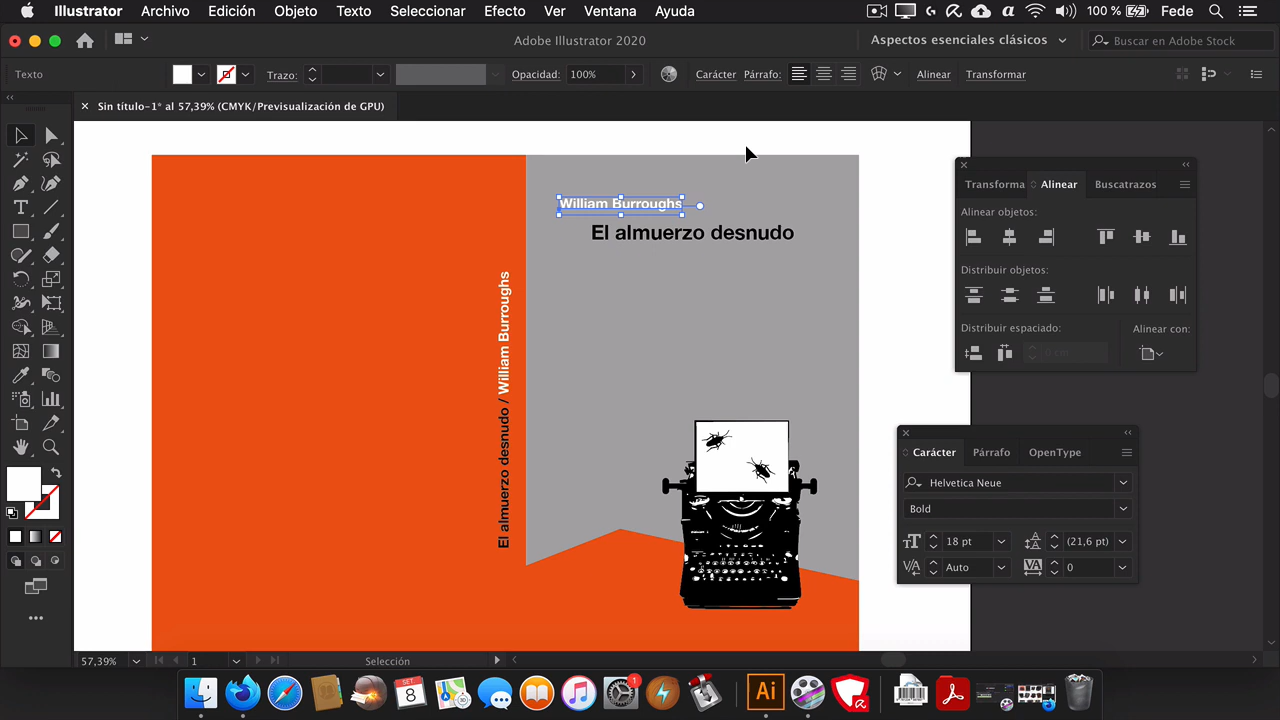 Illustrator Archivo Edición Objeto Texto Seleccionar Efecto Ver Ventana Ayuda 100 % Fede
Adobe Illustrator 2020 Aspectos esenciales clásicos Buscar en Adobe Stock
Texto Trazo: Opacidad: 100% Carácter Párrafo: Alinear Transformar
× Sin título-1* al 57,39% (CMYK/Previsualización de GPU)
William Burroughs
El almuerzo desnudo
El almuerzo desnudo / William Burroughs
Transforma Alinear Buscatrazos
Alinear objetos:
Distribuir objetos:
Distribuir espaciado: Alinear con:
0 cm
Carácter Párrafo OpenType
Helvetica Neue
Bold
18 pt (21,6 pt)
Auto 0
57,39% 1 Selección
SET.
8
1
Ai